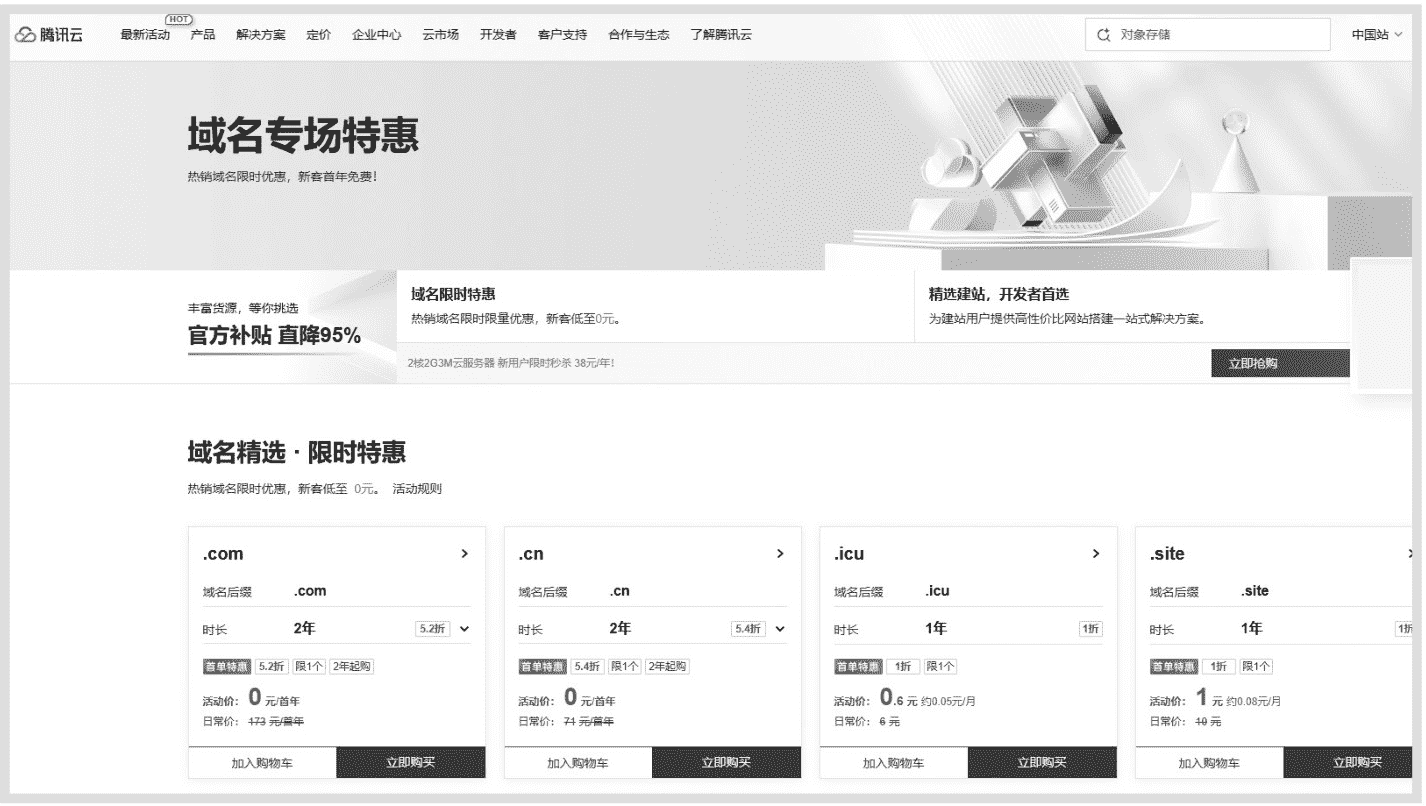 腾讯云 最新活动 HOT 产品 解决方案 定价 企业中心 云市场 开发者 客户支持 合作与生态 了解腾讯云 对象存储 中国站
域名专场特惠
热销域名限时优惠，新客首年免费！
丰富货源，等你挑选
官方补贴 直降95%
域名限时特惠
热销域名限时限量优惠，新客低至0元。
精选建站，开发者首选
为建站用户提供高性价比网站搭建一站式解决方案。
2核2G3M云服务器 新用户限时秒杀 38元/年！
立即抢购
域名精选 · 限时特惠
热销域名限时优惠，新客低至 0元。 活动规则
.com
域名后缀 .com
时长 2年 5.2折
首单特惠 5.2折 限1个 2年起购
活动价： 0 元/首年
日常价： 173 元/首年
加入购物车 立即购买
.cn
域名后缀 .cn
时长 2年 5.4折
首单特惠 5.4折 限1个 2年起购
活动价： 0 元/首年
日常价： 71 元/首年
加入购物车 立即购买
.icu
域名后缀 .icu
时长 1年 1折
首单特惠 1折 限1个
活动价： 0.6 元 约0.05元/月
日常价： 6 元
加入购物车 立即购买
.site
域名后缀 .site
时长 1年 1折
首单特惠 1折 限1个
活动价： 1 元 约0.08元/月
日常价： 10 元
加入购物车 立即购买